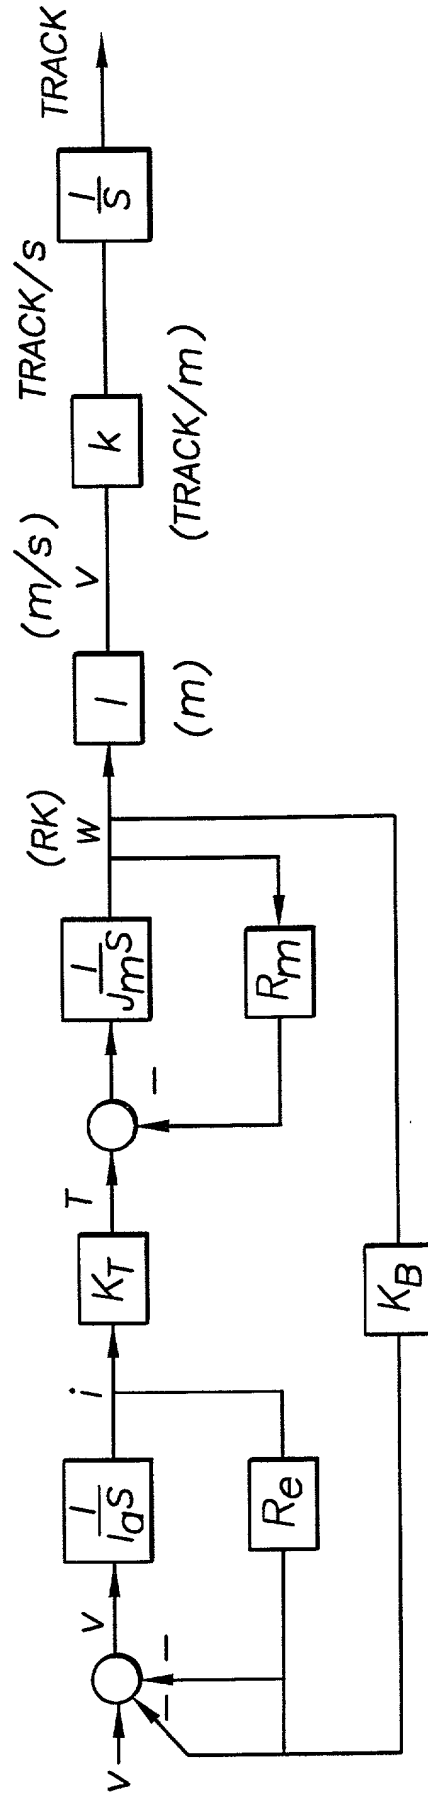 v
v
−
−
1
laS
i
Re
KT
T
−
1
JmS
Rm
(RK)
w
KB
l
(m)
(m/s)
v
k
(TRACK/m)
TRACK/s
1
S
TRACK